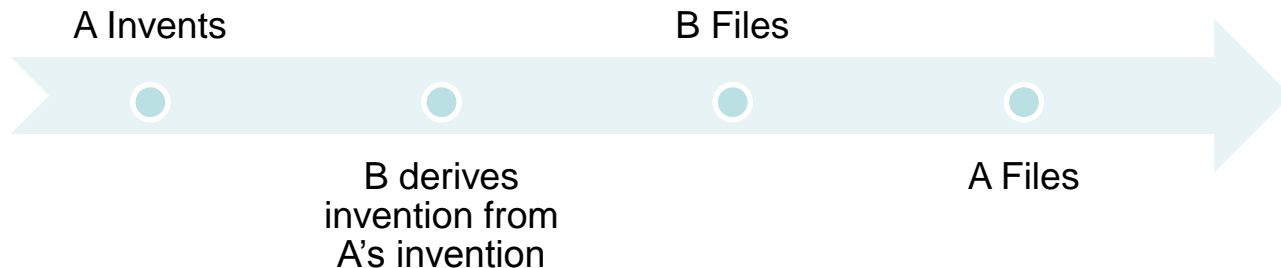 A Invents
B derives
invention from
A's invention
B Files
A Files